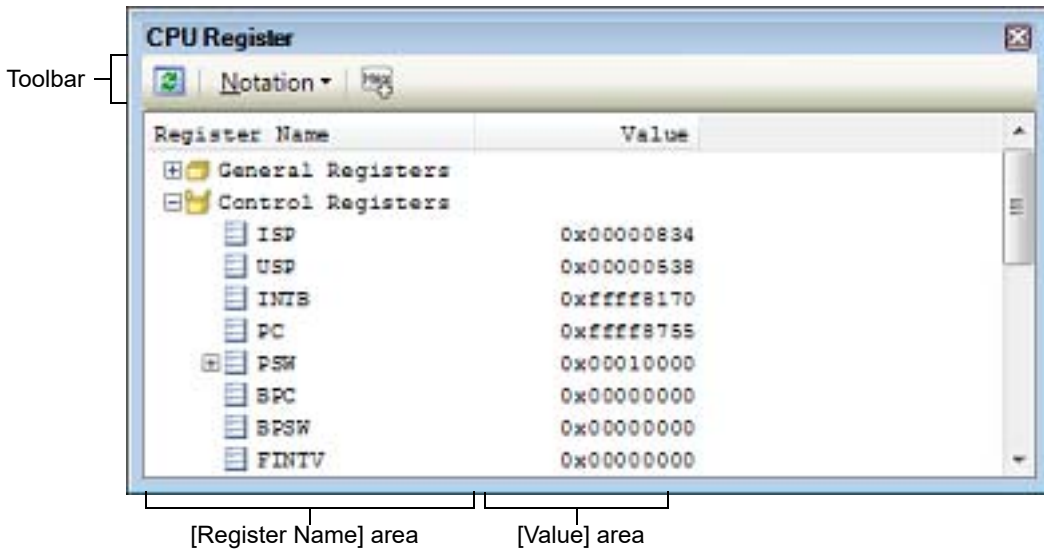 CPU Register
Toolbar
Notation
Hex
Register Name Value
General Registers
Control Registers
ISP 0x00000834
USP 0x00000538
INTB 0xffff8170
PC 0xffff8755
PSW 0x00010000
BPC 0x00000000
BPSW 0x00000000
FINTV 0x00000000
[Register Name] area [Value] area